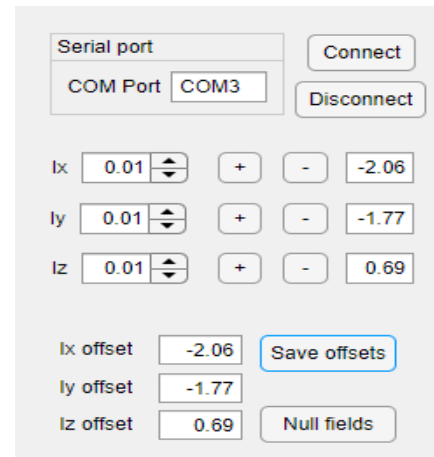 Serial port
Connect
COM Port COM3
Disconnect
Ix 0.01 + - -2.06
Iy 0.01 + - -1.77
Iz 0.01 + - 0.69
Ix offset -2.06 Save offsets
Iy offset -1.77
Iz offset 0.69 Null fields